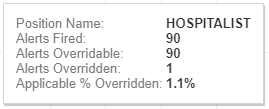 Position Name: HOSPITALIST
Alerts Fired: 90
Alerts Overridable: 90
Alerts Overridden: 1
Applicable % Overridden: 1.1%